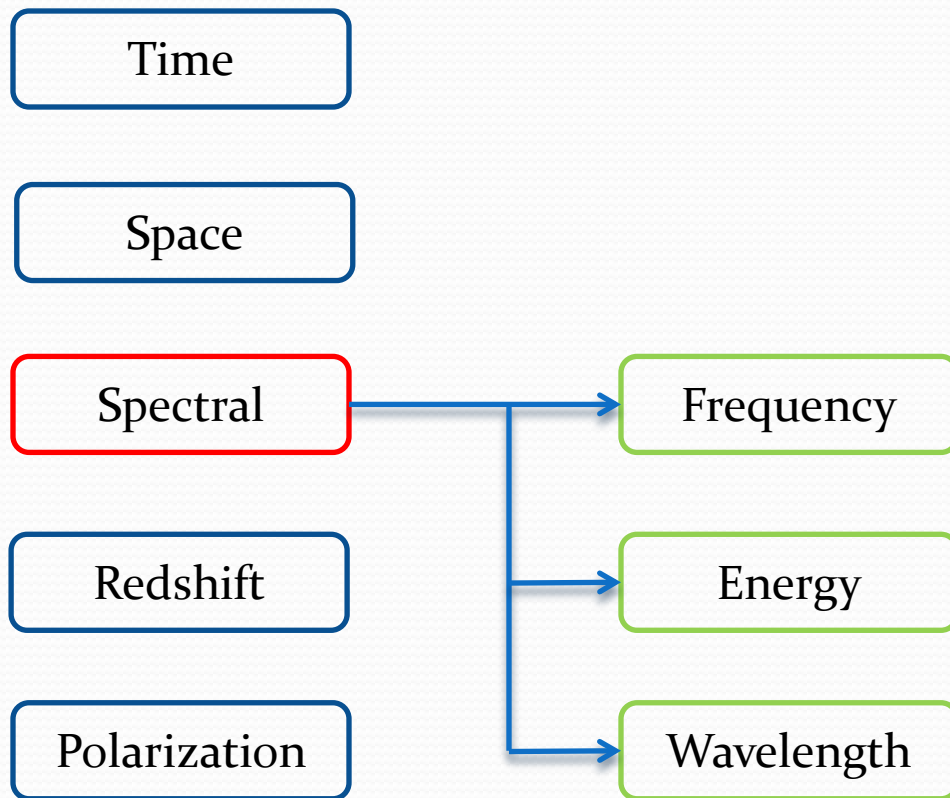 Time
Space
Spectral
Frequency
Redshift
Energy
Polarization
Wavelength